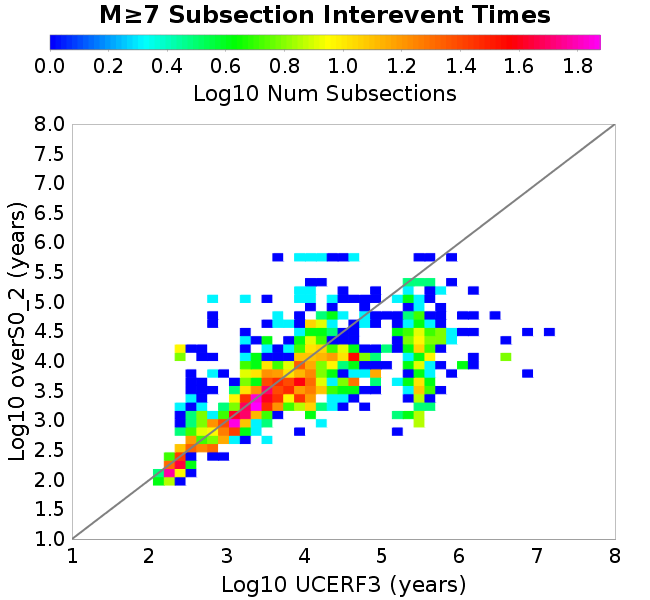 M≥7 Subsection Interevent Times
0.0 0.2 0.4 0.6 0.8 1.0 1.2 1.4 1.6 1.8
Log10 Num Subsections
8.0
7.5
7.0
6.5
6.0
5.5
5.0
4.5
4.0
3.5
3.0
2.5
2.0
1.5
1.0
Log10 overS0_2 (years)
1 2 3 4 5 6 7 8
Log10 UCERF3 (years)